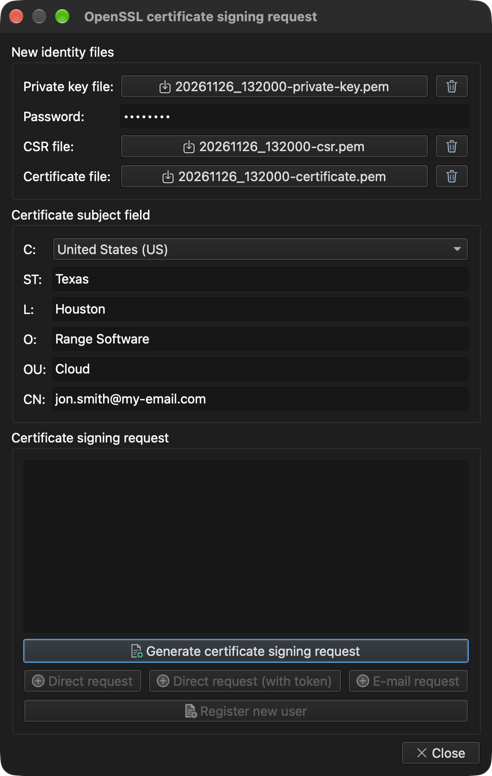 OpenSSL certificate signing request
New identity files
Private key file: 20261126_132000-private-key.pem
Password: ••••••••
CSR file: 20261126_132000-csr.pem
Certificate file: 20261126_132000-certificate.pem
Certificate subject field
C: United States (US)
ST: Texas
L: Houston
O: Range Software
OU: Cloud
CN: jon.smith@my-email.com
Certificate signing request
Generate certificate signing request
Direct request Direct request (with token) E-mail request
Register new user
Close